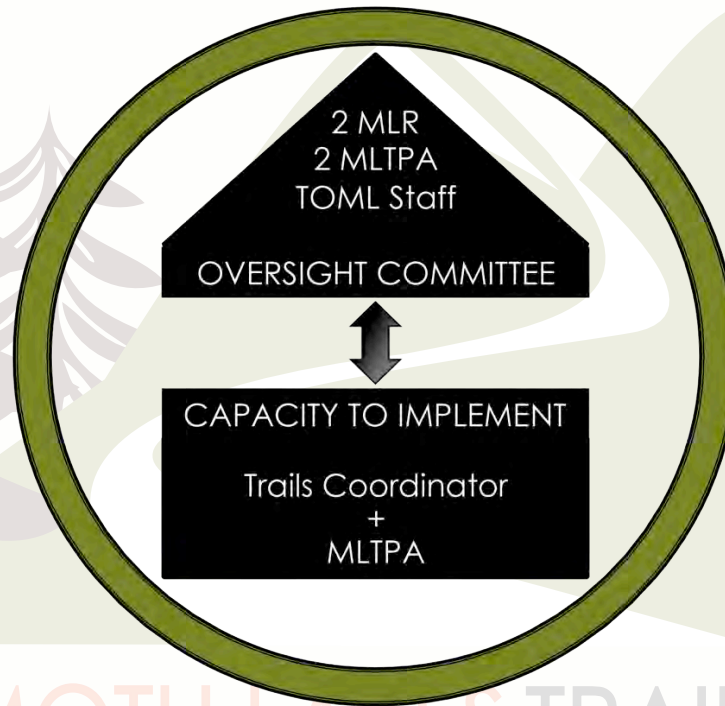 2 MLR
2 MLTPA
TOML Staff
OVERSIGHT COMMITTEE
CAPACITY TO IMPLEMENT
Trails Coordinator
+
MLTPA